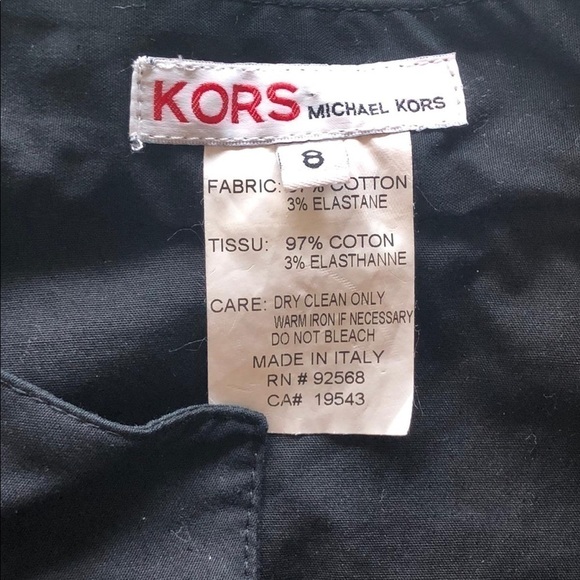 KORS MICHAEL KORS
8
FABRIC: 97% COTTON
3% ELASTANE
TISSU: 97% COTON
3% ELASTHANNE
CARE: DRY CLEAN ONLY
WARM IRON IF NECESSARY
DO NOT BLEACH
MADE IN ITALY
RN # 92568
CA# 19543